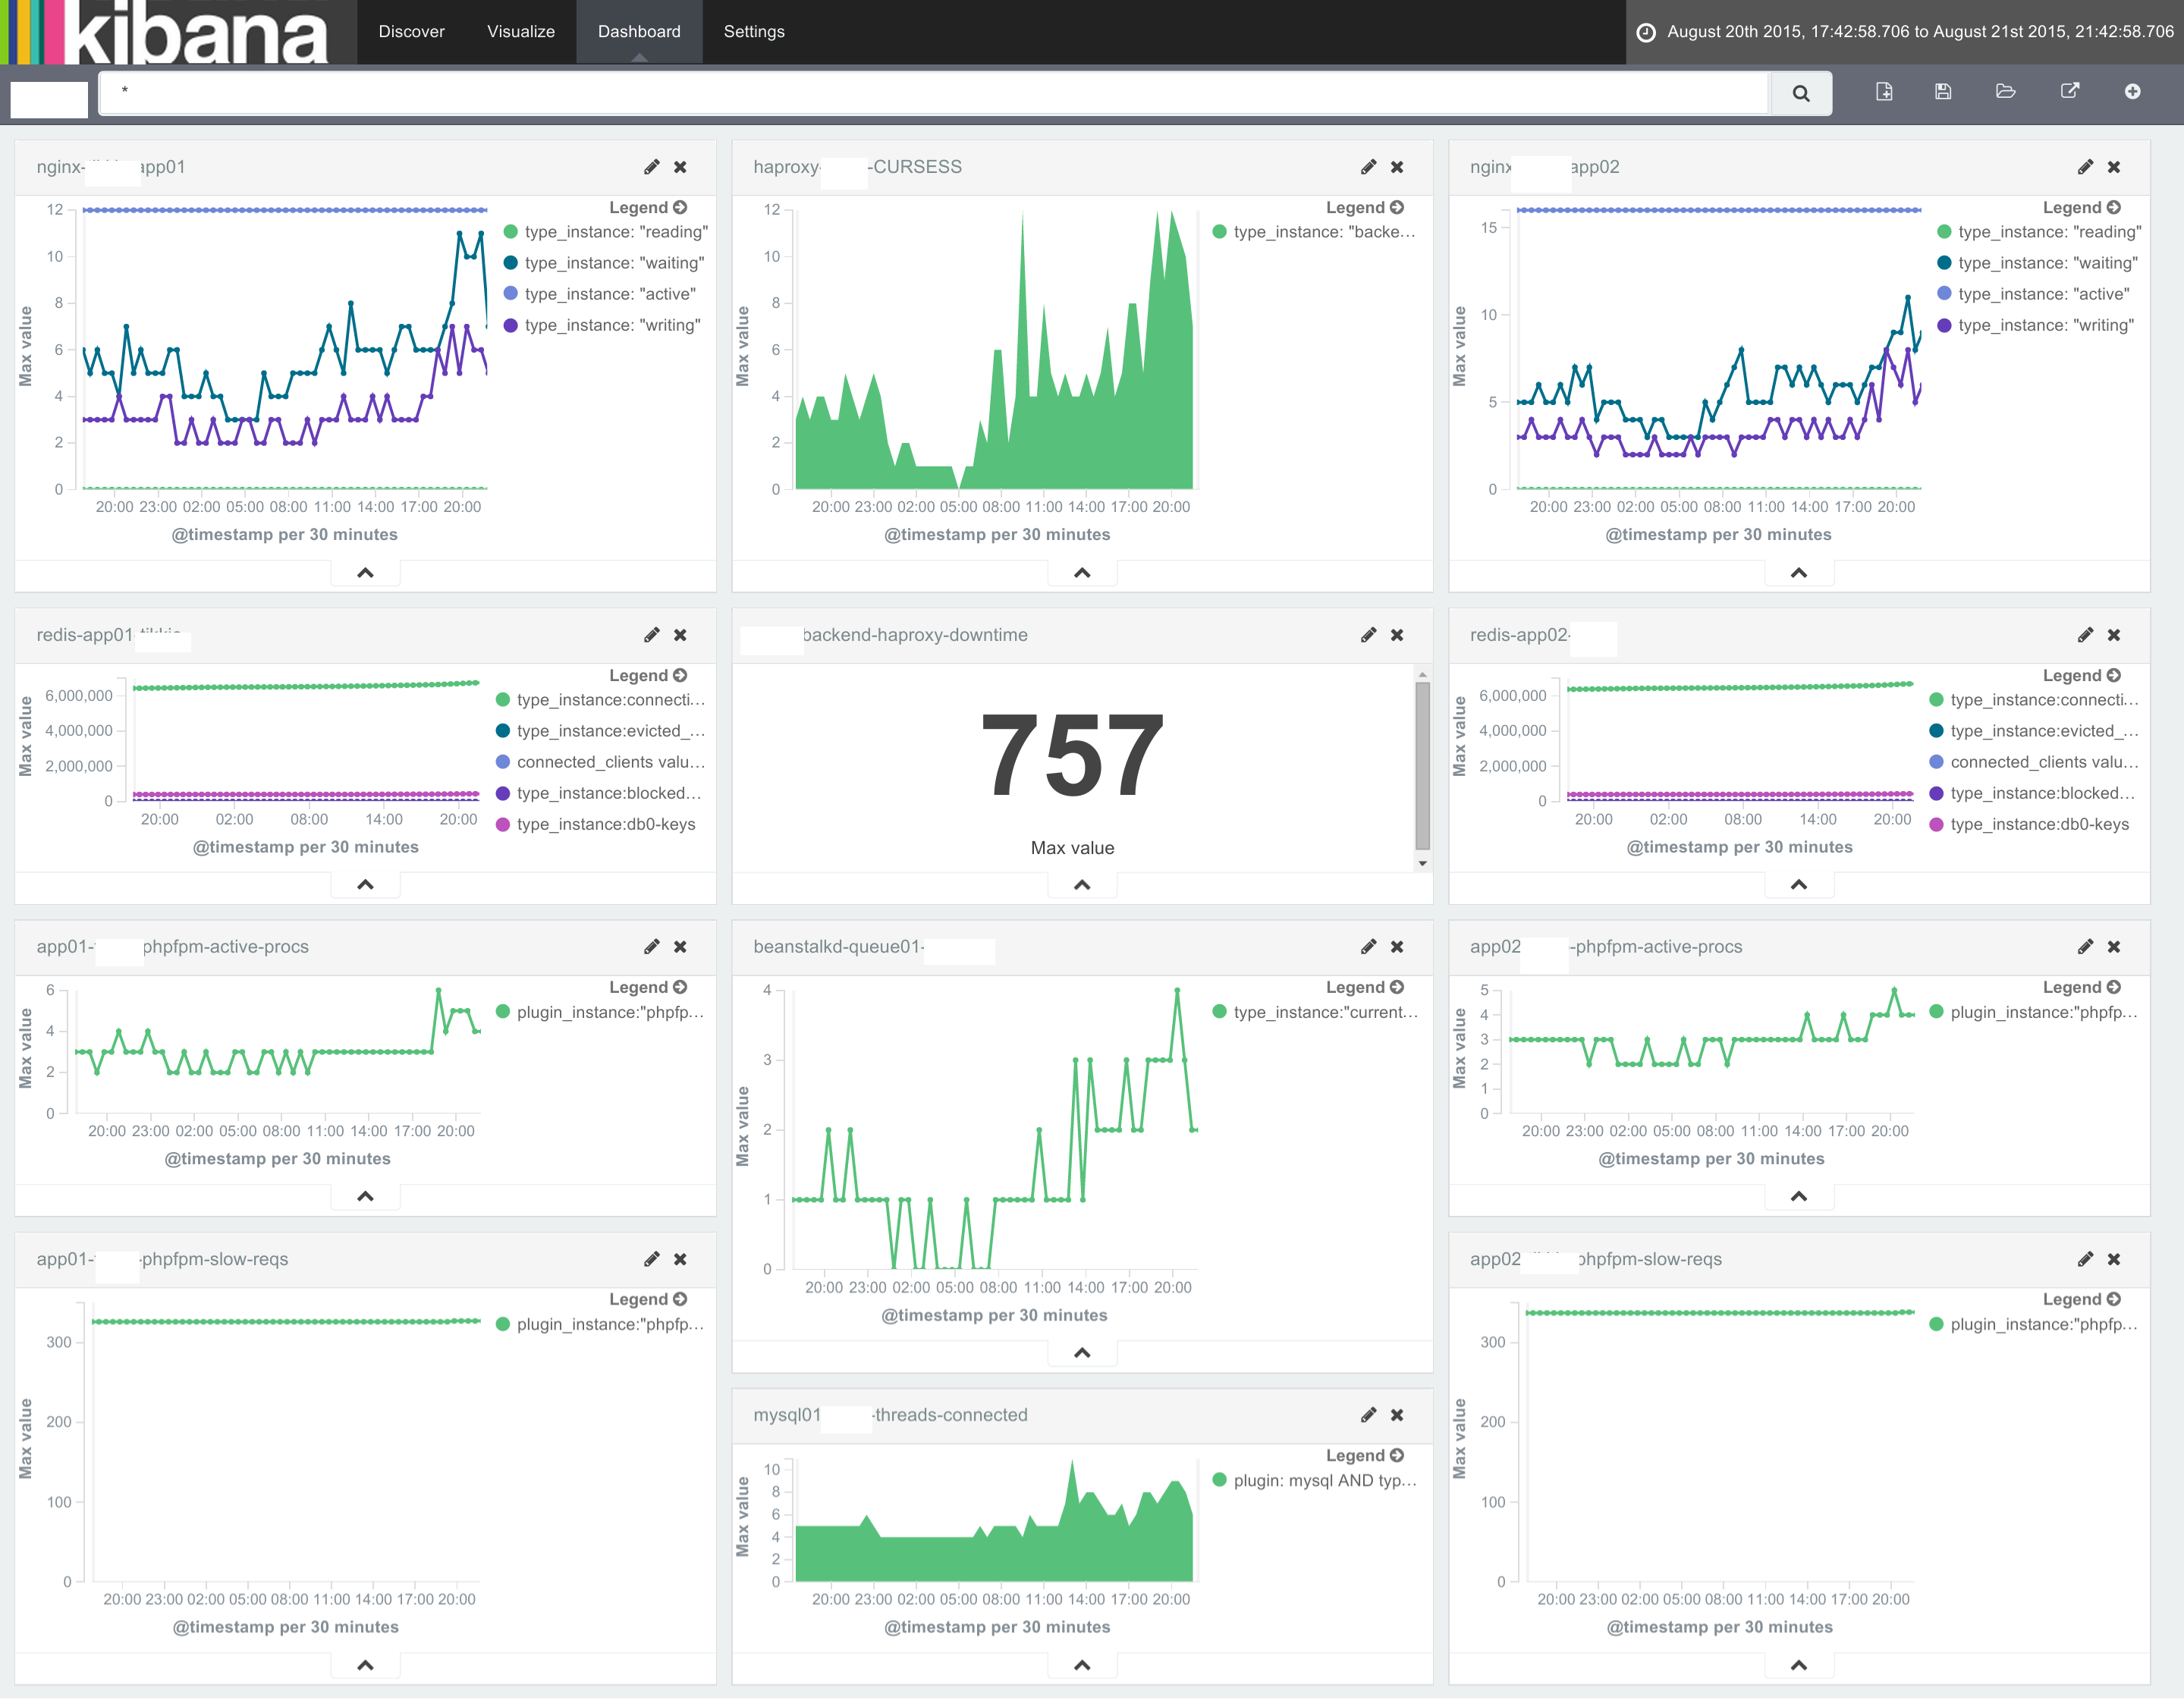 kibana
Discover Visualize Dashboard Settings
August 20th 2015, 17:42:58.706 to August 21st 2015, 21:42:58.706
*
nginx- app01
Legend
12
10
8
6
4
2
0
Max value
type_instance: "reading"
type_instance: "waiting"
type_instance: "active"
type_instance: "writing"
20:00 23:00 02:00 05:00 08:00 11:00 14:00 17:00 20:00
@timestamp per 30 minutes
haproxy- -CURSESS
Legend
12
10
8
6
4
2
0
Max value
type_instance: "backe...
20:00 23:00 02:00 05:00 08:00 11:00 14:00 17:00 20:00
@timestamp per 30 minutes
nginx app02
Legend
15
10
5
0
Max value
type_instance: "reading"
type_instance: "waiting"
type_instance: "active"
type_instance: "writing"
20:00 23:00 02:00 05:00 08:00 11:00 14:00 17:00 20:00
@timestamp per 30 minutes
redis-app01-
Legend
6,000,000
4,000,000
2,000,000
0
Max value
type_instance:connecti...
type_instance:evicted_...
connected_clients valu...
type_instance:blocked...
type_instance:db0-keys
20:00 02:00 08:00 14:00 20:00
@timestamp per 30 minutes
backend-haproxy-downtime
757
Max value
redis-app02-
Legend
6,000,000
4,000,000
2,000,000
0
Max value
type_instance:connecti...
type_instance:evicted_...
connected_clients valu...
type_instance:blocked...
type_instance:db0-keys
20:00 02:00 08:00 14:00 20:00
@timestamp per 30 minutes
app01- phpfpm-active-procs
Legend
6
4
2
0
Max value
plugin_instance:"phpfp...
20:00 23:00 02:00 05:00 08:00 11:00 14:00 17:00 20:00
@timestamp per 30 minutes
beanstalkd-queue01-
Legend
4
3
2
1
0
Max value
type_instance:"current...
20:00 23:00 02:00 05:00 08:00 11:00 14:00 17:00 20:00
@timestamp per 30 minutes
app02 -phpfpm-active-procs
Legend
5
4
3
2
1
0
Max value
plugin_instance:"phpfp...
20:00 23:00 02:00 05:00 08:00 11:00 14:00 17:00 20:00
@timestamp per 30 minutes
app01- -phpfpm-slow-reqs
Legend
300
200
100
0
Max value
plugin_instance:"phpfp...
20:00 23:00 02:00 05:00 08:00 11:00 14:00 17:00 20:00
@timestamp per 30 minutes
mysql01 -threads-connected
Legend
10
8
6
4
2
0
Max value
plugin: mysql AND typ...
20:00 23:00 02:00 05:00 08:00 11:00 14:00 17:00 20:00
@timestamp per 30 minutes
app02 phpfpm-slow-reqs
Legend
300
200
100
0
Max value
plugin_instance:"phpfp...
20:00 23:00 02:00 05:00 08:00 11:00 14:00 17:00 20:00
@timestamp per 30 minutes